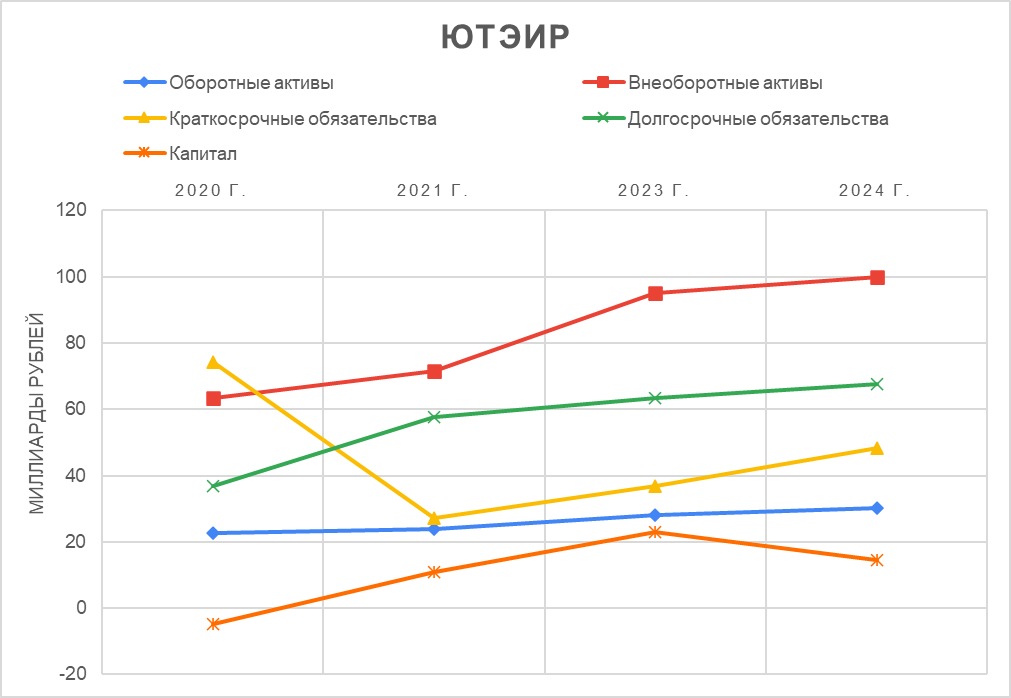 ЮТЭИР
Оборотные активы
Внеоборотные активы
Краткосрочные обязательства
Долгосрочные обязательства
Капитал
2020 Г.
2021 Г.
2023 Г.
2024 Г.
МИЛЛИАРДЫ РУБЛЕЙ
120
100
80
60
40
20
0
-20